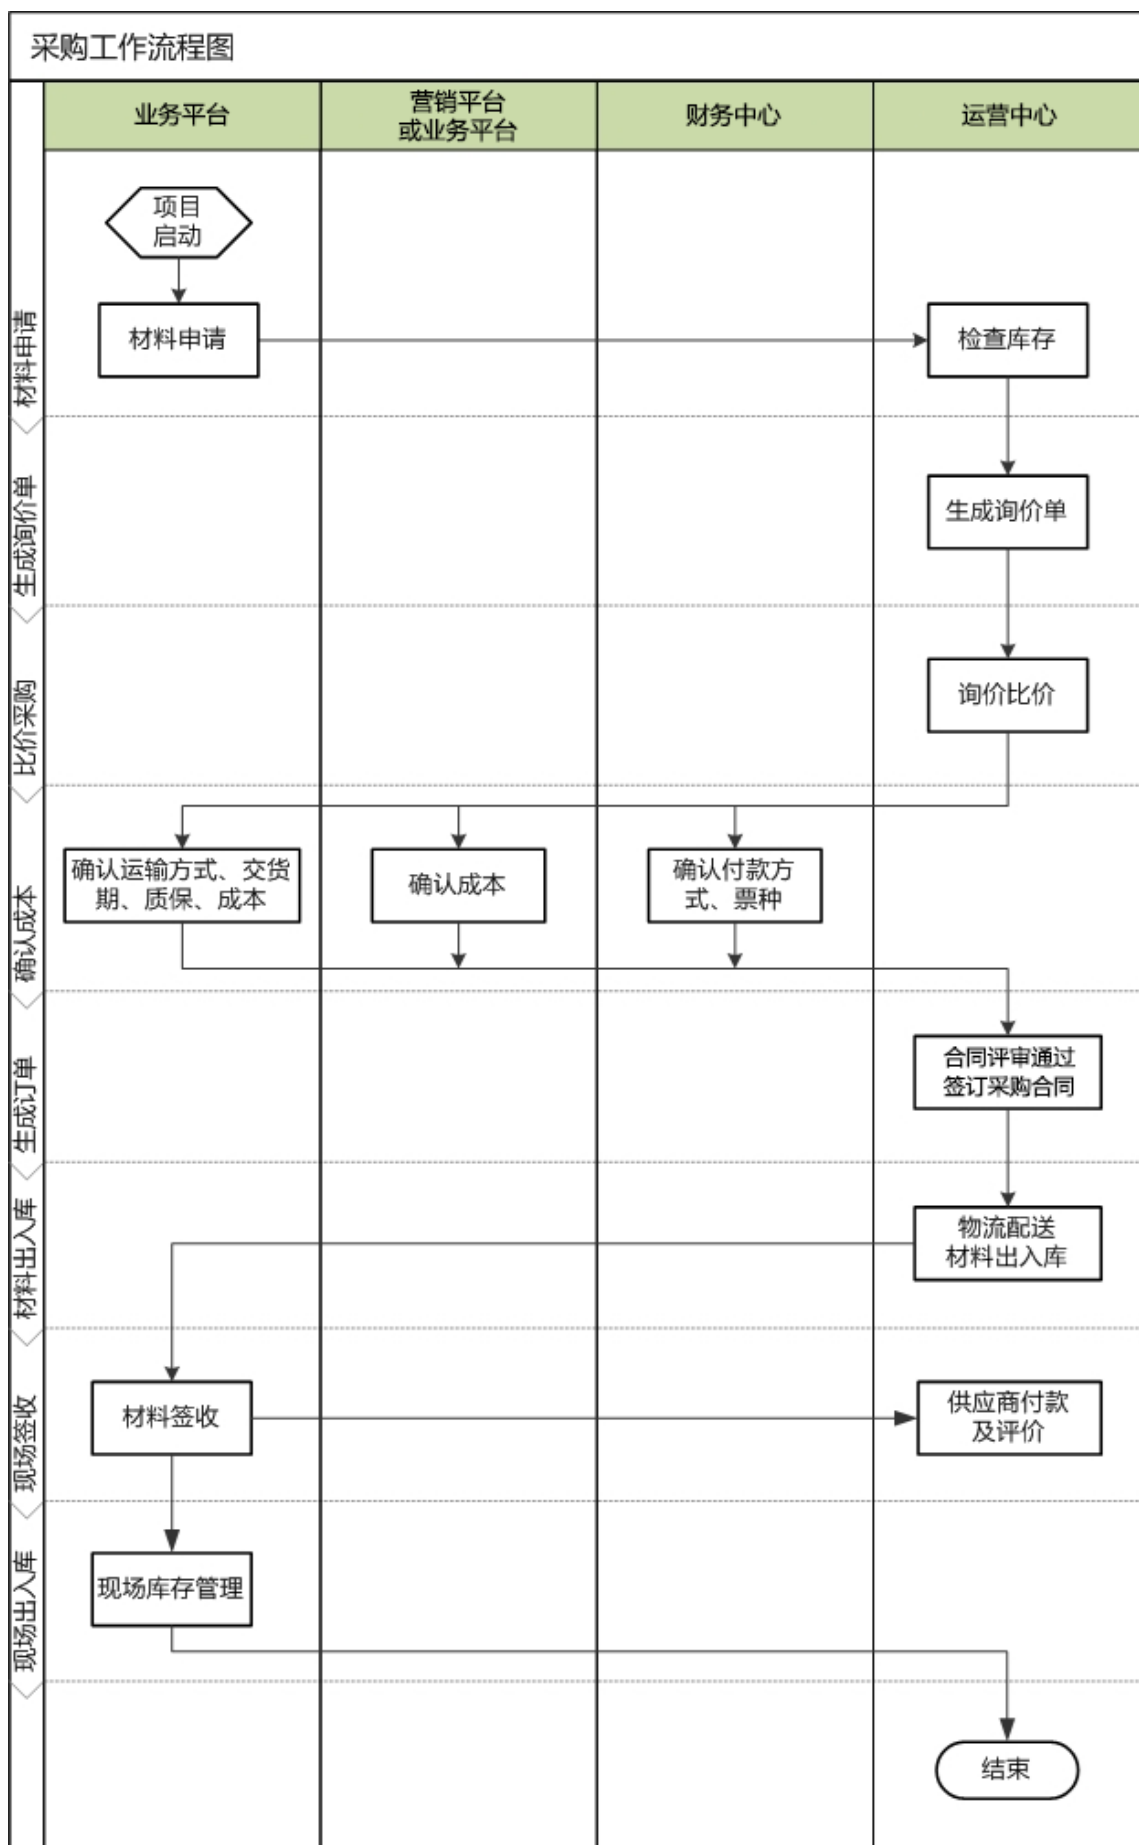 采购工作流程图
业务平台
营销平台
或业务平台
财务中心
运营中心
材料申请
项目
启动
材料申请
检查库存
生成询价单
生成询价单
比价采购
询价比价
确认成本
确认运输方式、交货
期、质保、成本
确认成本
确认付款方
式、票种
生成订单
合同评审通过
签订采购合同
材料出入库
物流配送
材料出入库
现场签收
材料签收
供应商付款
及评价
现场出入库
现场库存管理
结束